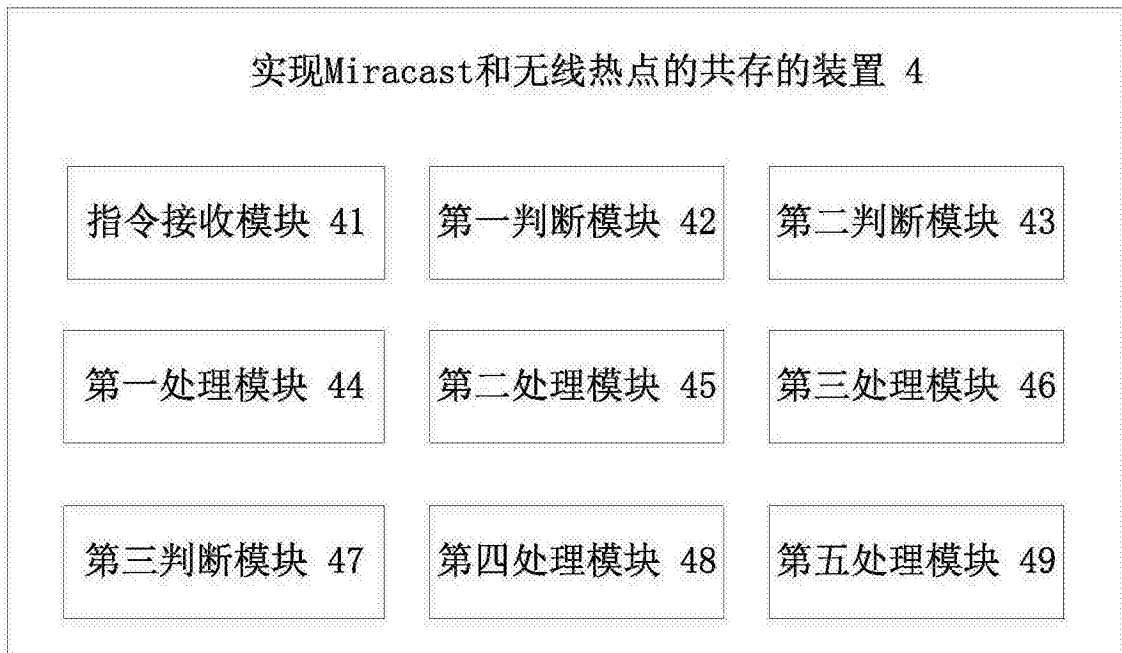 实现Miracast和无线热点的共存的装置 4
指令接收模块 41
第一判断模块 42
第二判断模块 43
第一处理模块 44
第二处理模块 45
第三处理模块 46
第三判断模块 47
第四处理模块 48
第五处理模块 49